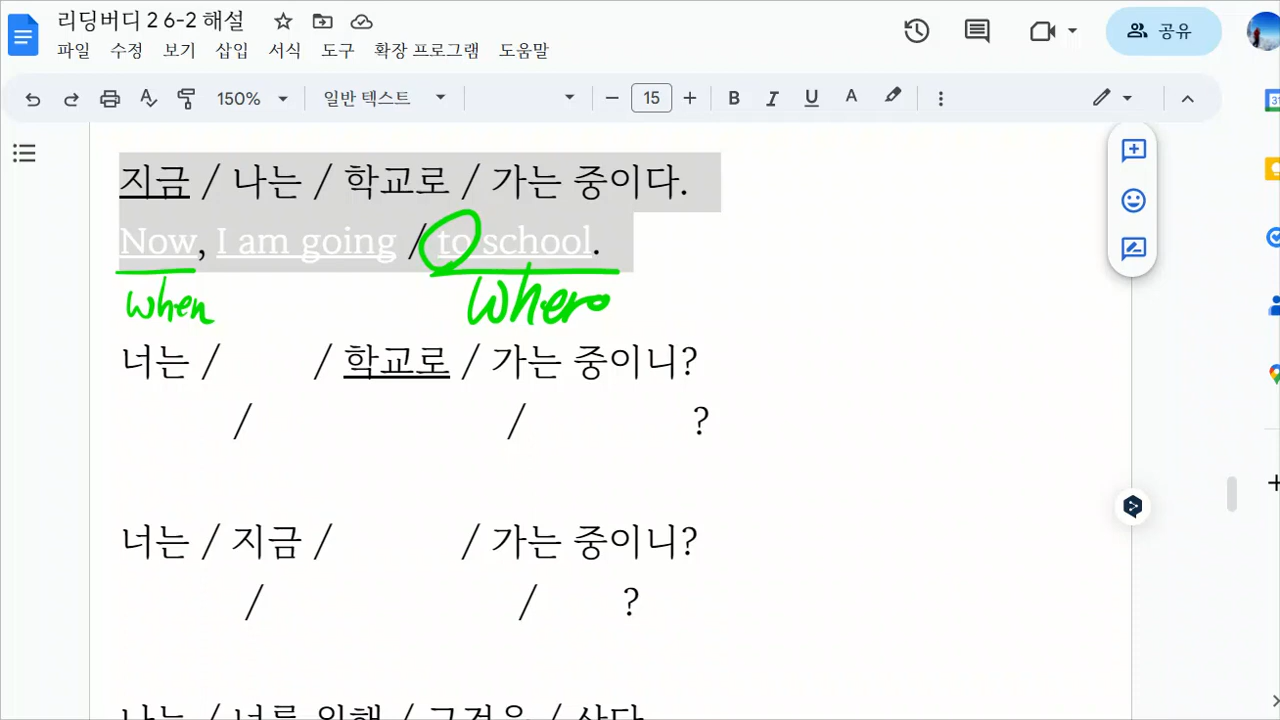 리딩버디 2 6-2 해설
파일 수정 보기 삽입 서식 도구 확장 프로그램 도움말
공유
150% 일반 텍스트 15 B I U A
31
지금 / 나는 / 학교로 / 가는 중이다.
Now, I am going / to school.
when where
너는 / / 학교로 / 가는 중이니?
/ / ?
너는 / 지금 / / 가는 중이니?
/ / ?